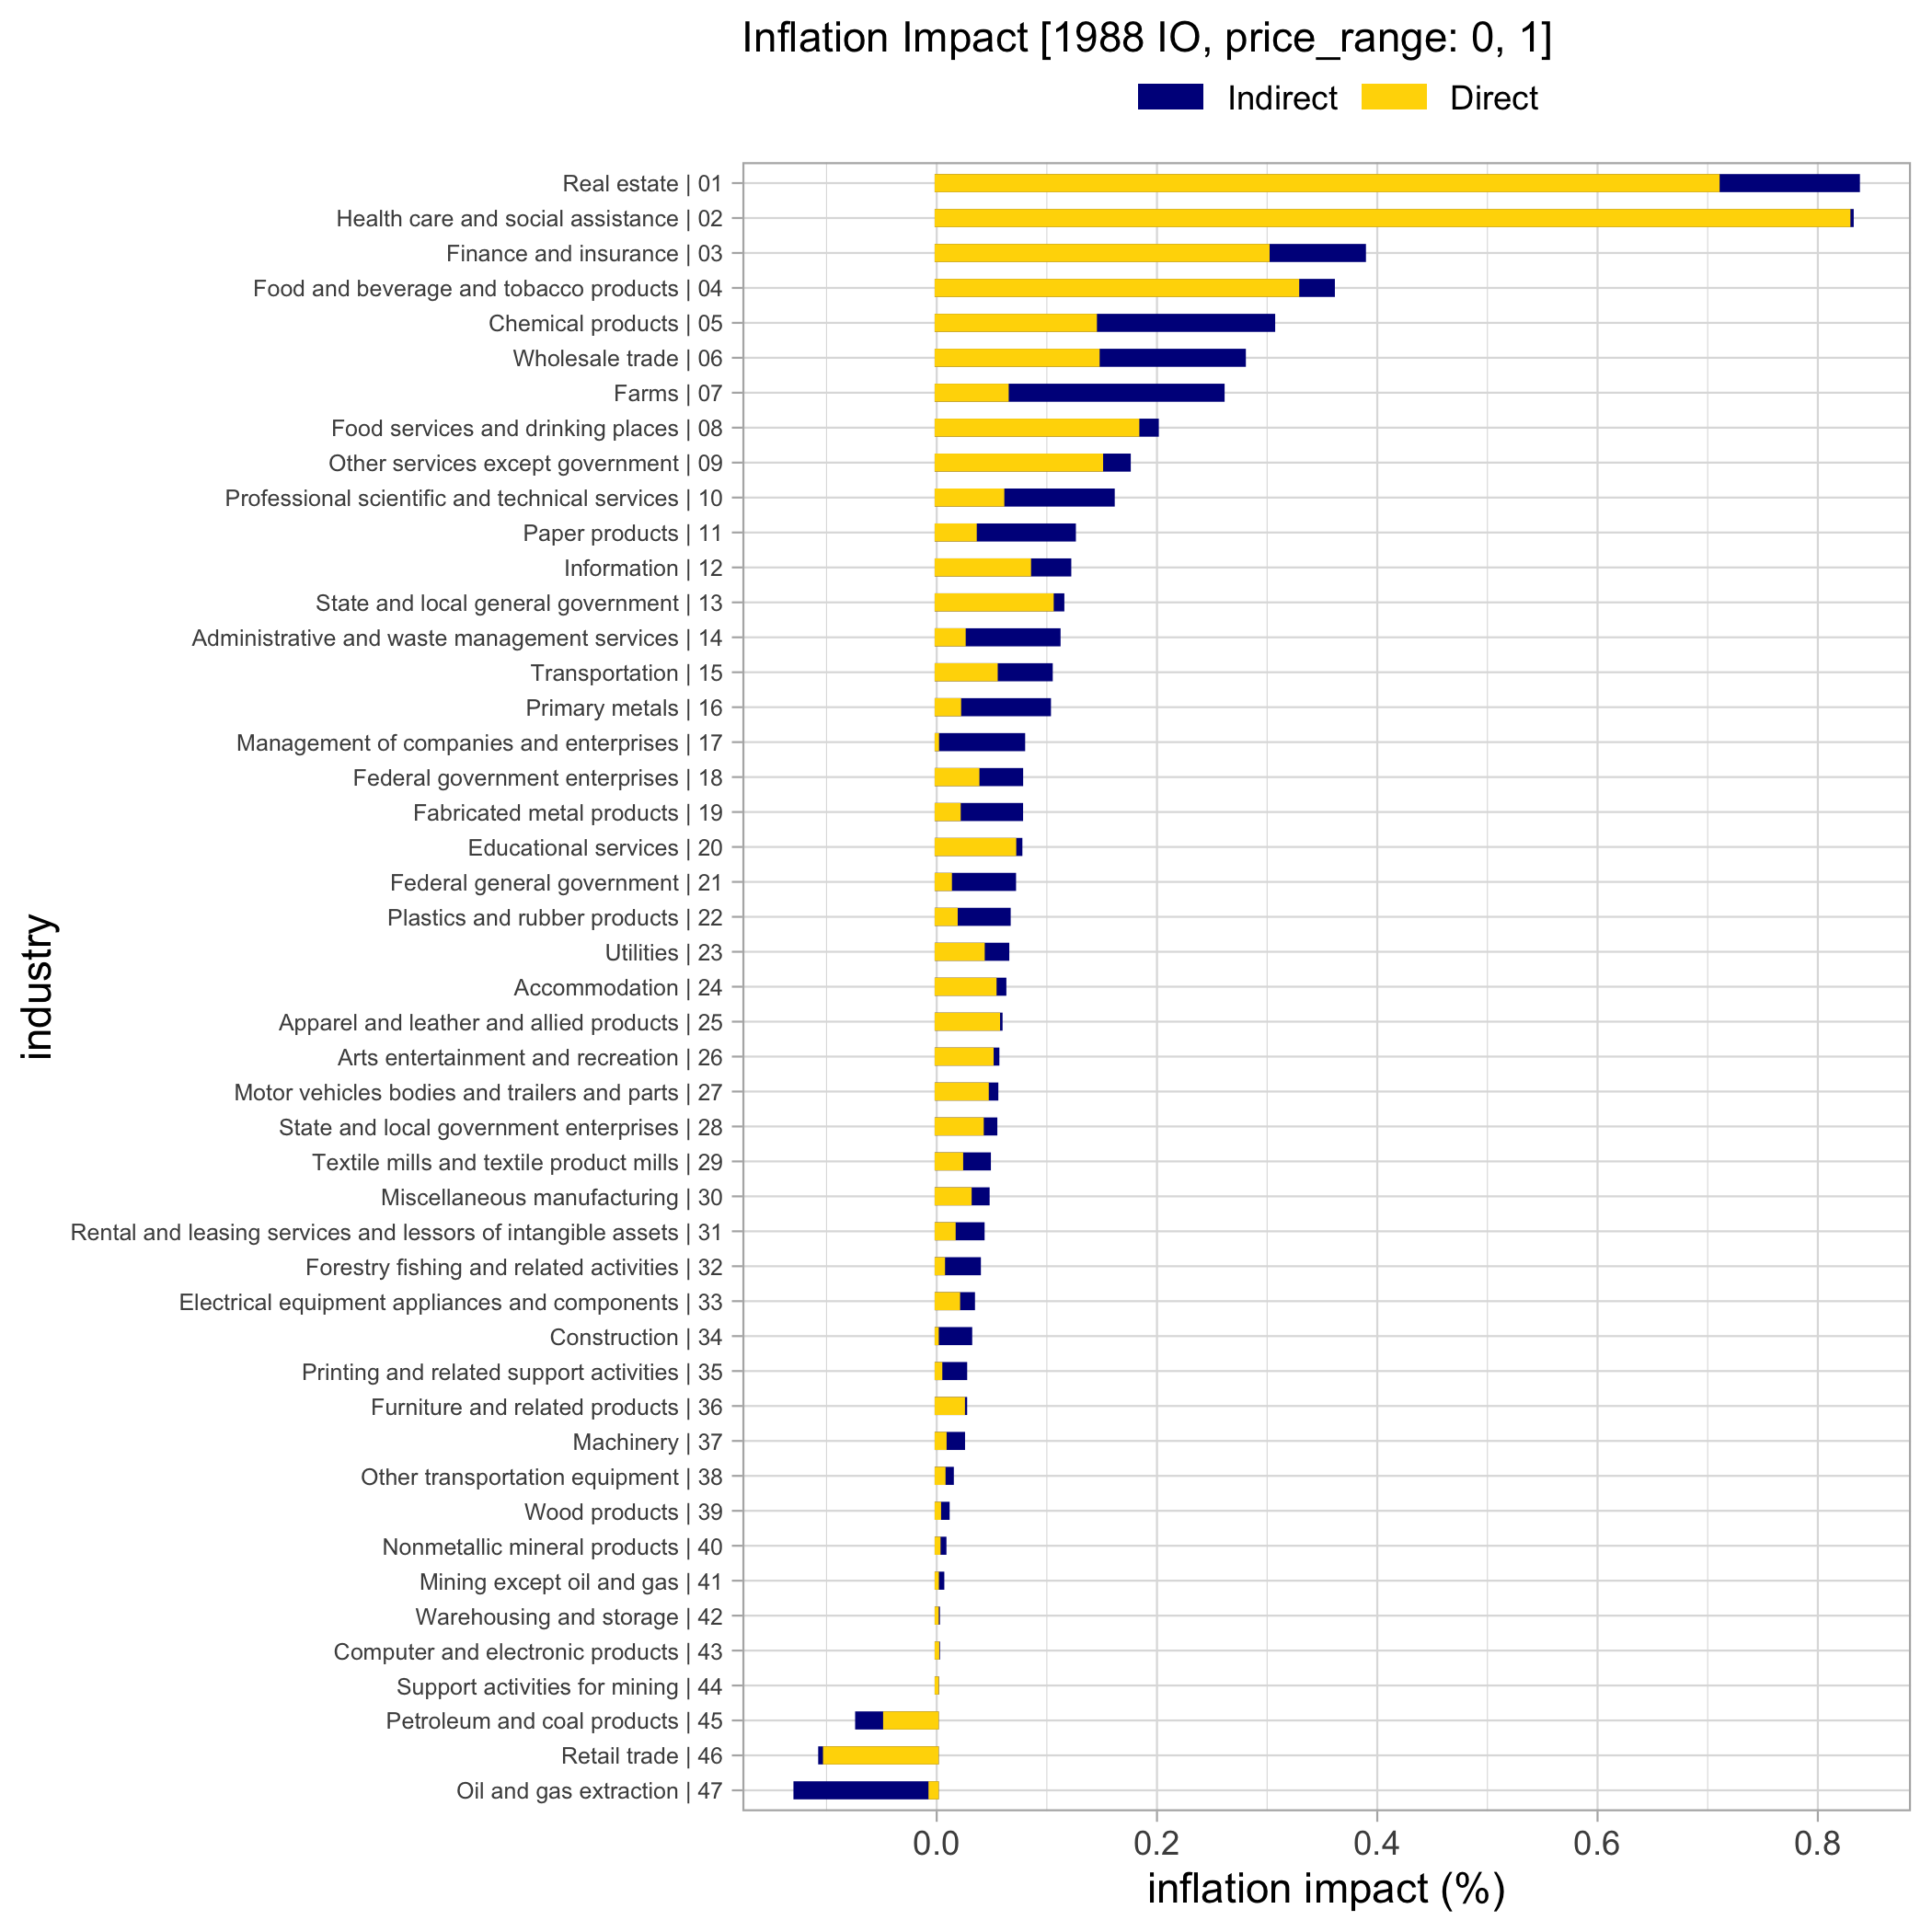 Inflation Impact [1988 IO, price_range: 0, 1]
Indirect Direct
Real estate | 01
Health care and social assistance | 02
Finance and insurance | 03
Food and beverage and tobacco products | 04
Chemical products | 05
Wholesale trade | 06
Farms | 07
Food services and drinking places | 08
Other services except government | 09
Professional scientific and technical services | 10
Paper products | 11
Information | 12
State and local general government | 13
Administrative and waste management services | 14
Transportation | 15
Primary metals | 16
Management of companies and enterprises | 17
Federal government enterprises | 18
Fabricated metal products | 19
Educational services | 20
Federal general government | 21
Plastics and rubber products | 22
Utilities | 23
Accommodation | 24
Apparel and leather and allied products | 25
Arts entertainment and recreation | 26
Motor vehicles bodies and trailers and parts | 27
State and local government enterprises | 28
Textile mills and textile product mills | 29
Miscellaneous manufacturing | 30
Rental and leasing services and lessors of intangible assets | 31
Forestry fishing and related activities | 32
Electrical equipment appliances and components | 33
Construction | 34
Printing and related support activities | 35
Furniture and related products | 36
Machinery | 37
Other transportation equipment | 38
Wood products | 39
Nonmetallic mineral products | 40
Mining except oil and gas | 41
Warehousing and storage | 42
Computer and electronic products | 43
Support activities for mining | 44
Petroleum and coal products | 45
Retail trade | 46
Oil and gas extraction | 47
industry
0.0 0.2 0.4 0.6 0.8
inflation impact (%)